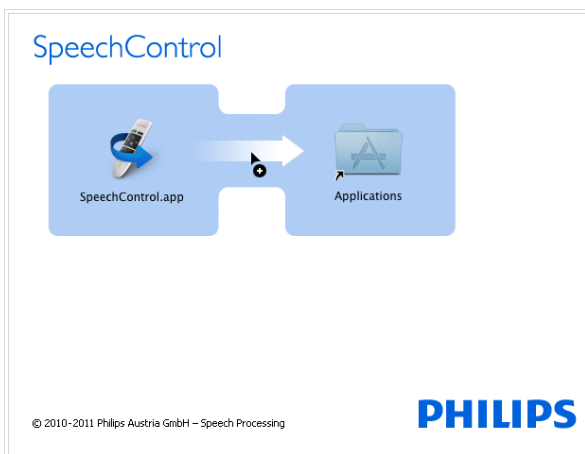 SpeechControl
SpeechControl.app
Applications
© 2010-2011 Philips Austria GmbH – Speech Processing
PHILIPS